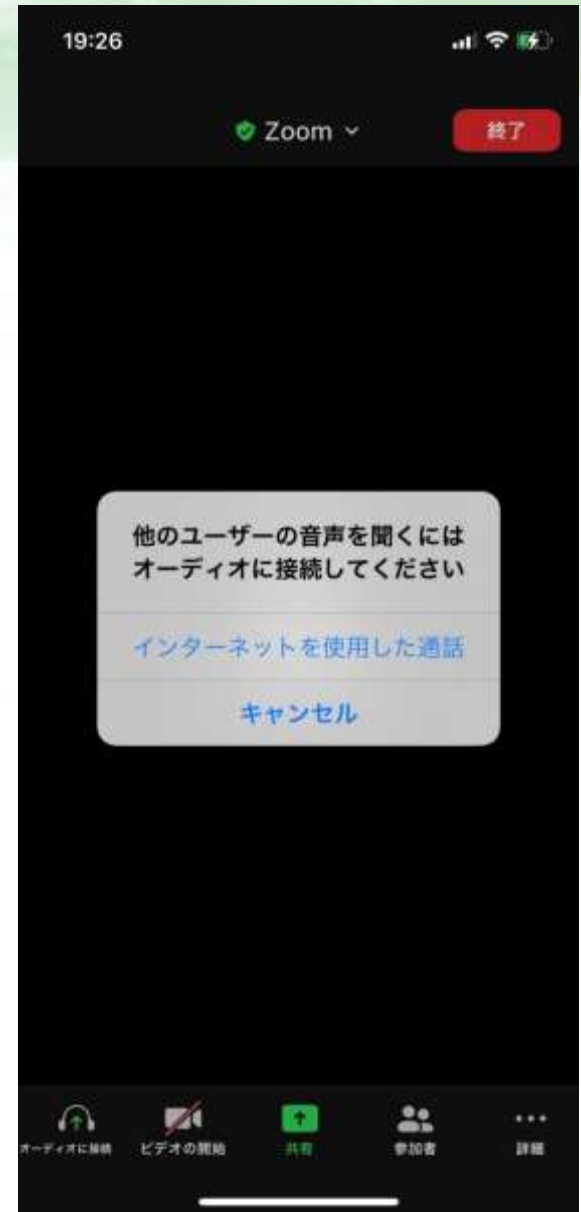 19:26
Zoom
終了
他のユーザーの音声を聞くには
オーディオに接続してください
インターネットを使用した通話
キャンセル
オーディオに接続 ビデオの開始 共有 参加者 詳細